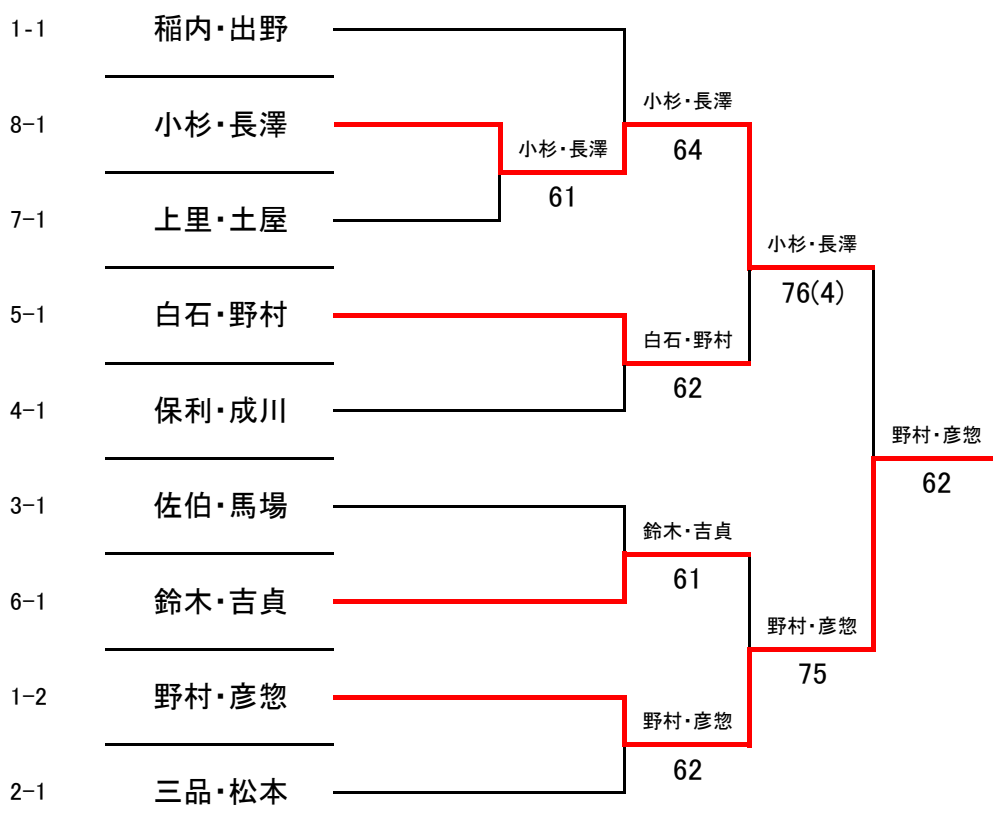 1-1 稲内・出野
小杉・長澤
8-1 小杉・長澤
小杉・長澤
64
61
7-1 上里・土屋
小杉・長澤
76(4)
5-1 白石・野村
白石・野村
62
4-1 保利・成川
野村・彦惣
62
3-1 佐伯・馬場
鈴木・吉貞
61
6-1 鈴木・吉貞
野村・彦惣
75
1-2 野村・彦惣
野村・彦惣
62
2-1 三品・松本